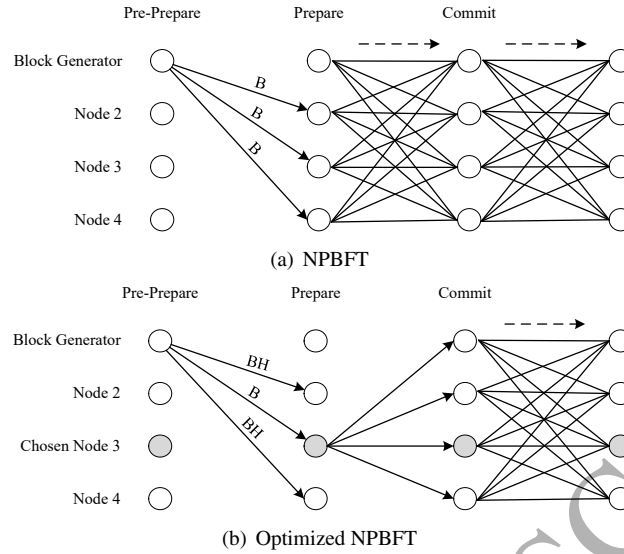 Pre-Prepare Prepare Commit
Block Generator
B
Node 2
B
Node 3
B
Node 4
(a) NPBFT
Pre-Prepare Prepare Commit
Block Generator
BH
Node 2
B
Chosen Node 3
BH
Node 4
(b) Optimized NPBFT